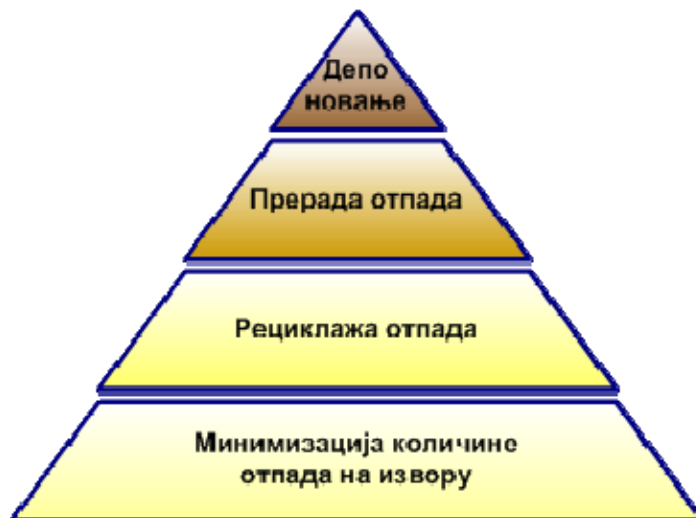 Депо
новање
Прерада отпада
Рециклажа отпада
Минимизација количине
отпада на извору